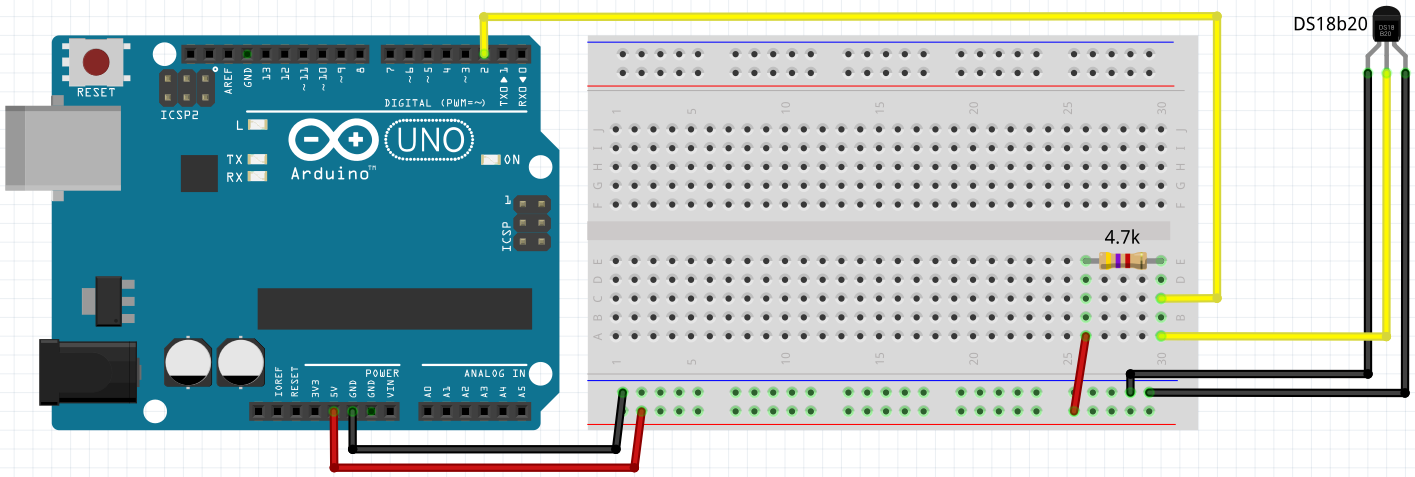 DS18b20
DS18
B20
RESET
ICSP2
AREF
GND
13
12
~11
~10
~9
8
7
~6
~5
4
~3
2
TX▶1
RX◀0
DIGITAL (PWM=~)
L
TX
RX
UNO
Arduino™
ON
1
ICSP
1 5 10 15 20 25 30
J J
I I
H H
G G
F F
4.7k
E E
D D
C C
B B
A A
1 5 10 15 20 25 30
POWER
ANALOG IN
IOREF
RESET
3V3
5V
GND
GND
VIN
A0
A1
A2
A3
A4
A5